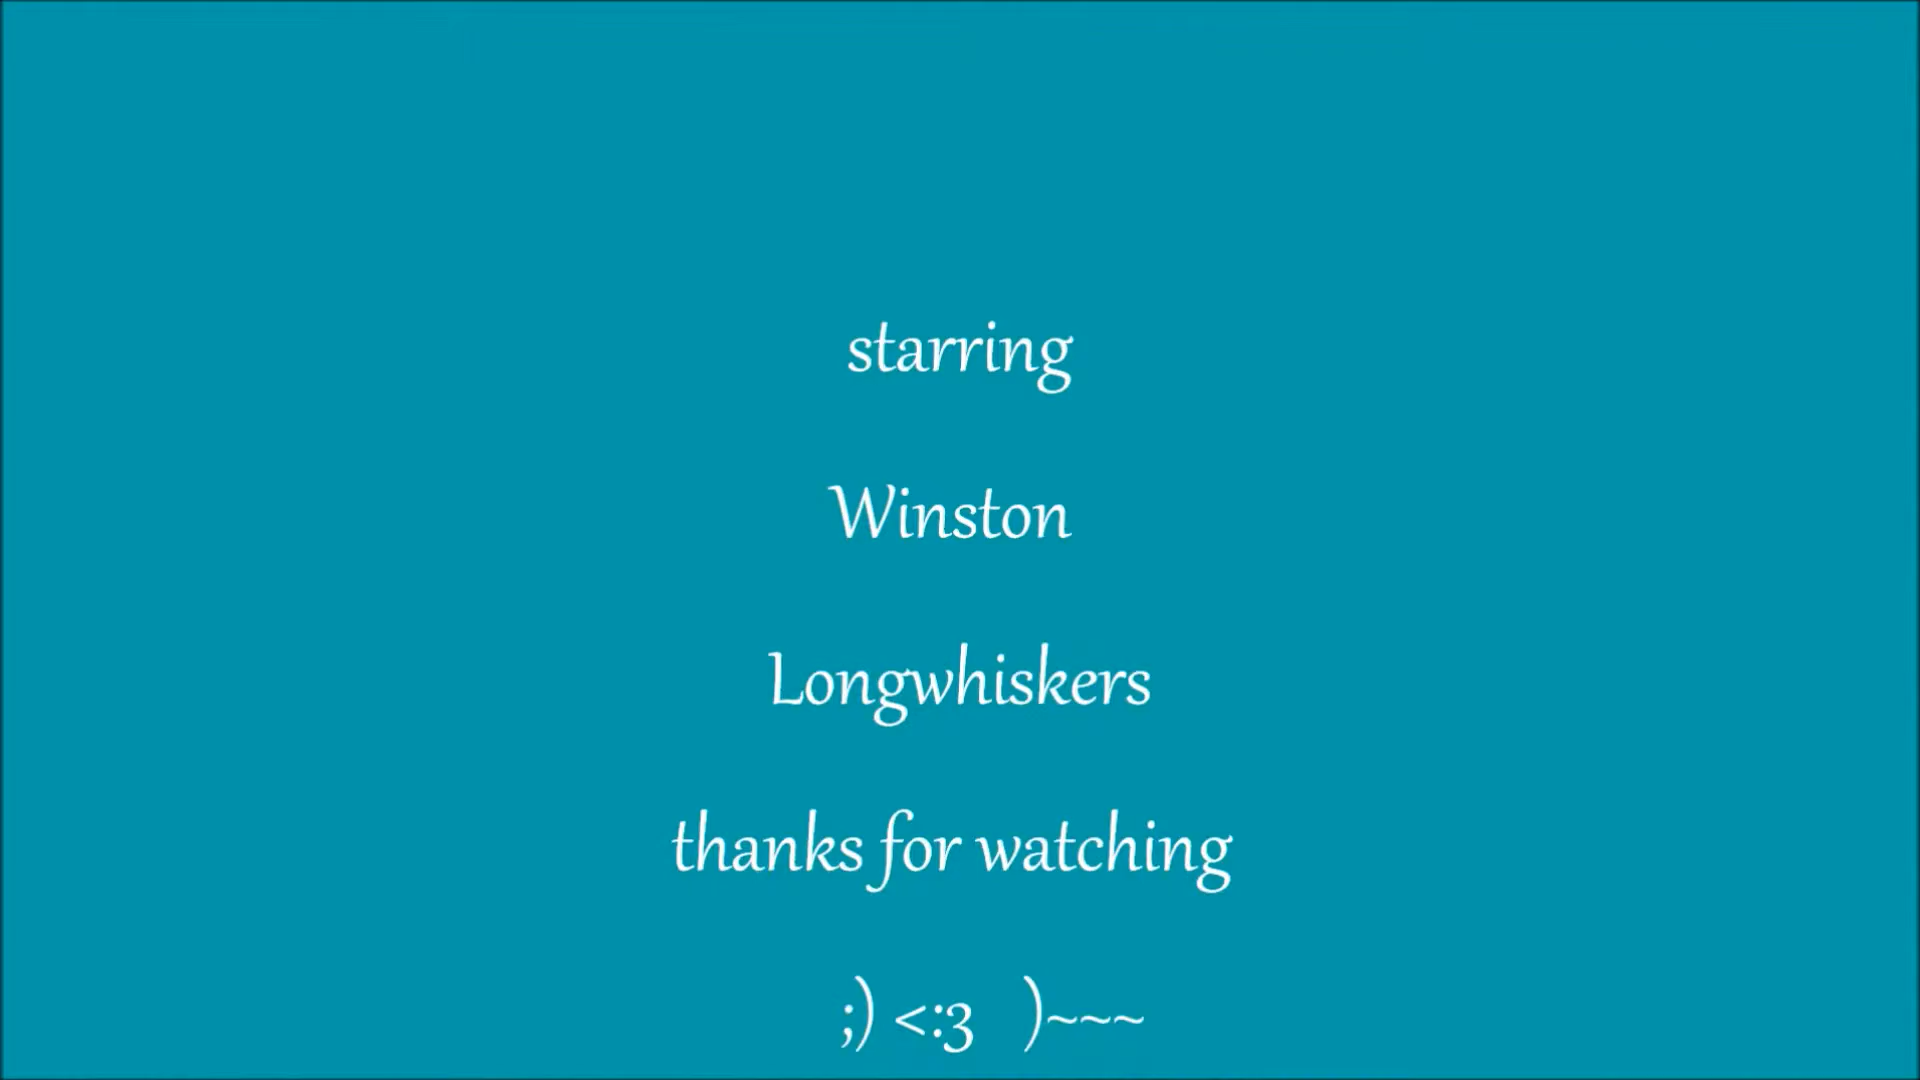 starring
Winston
Longwhiskers
thanks for watching
;) <:3   )~~~